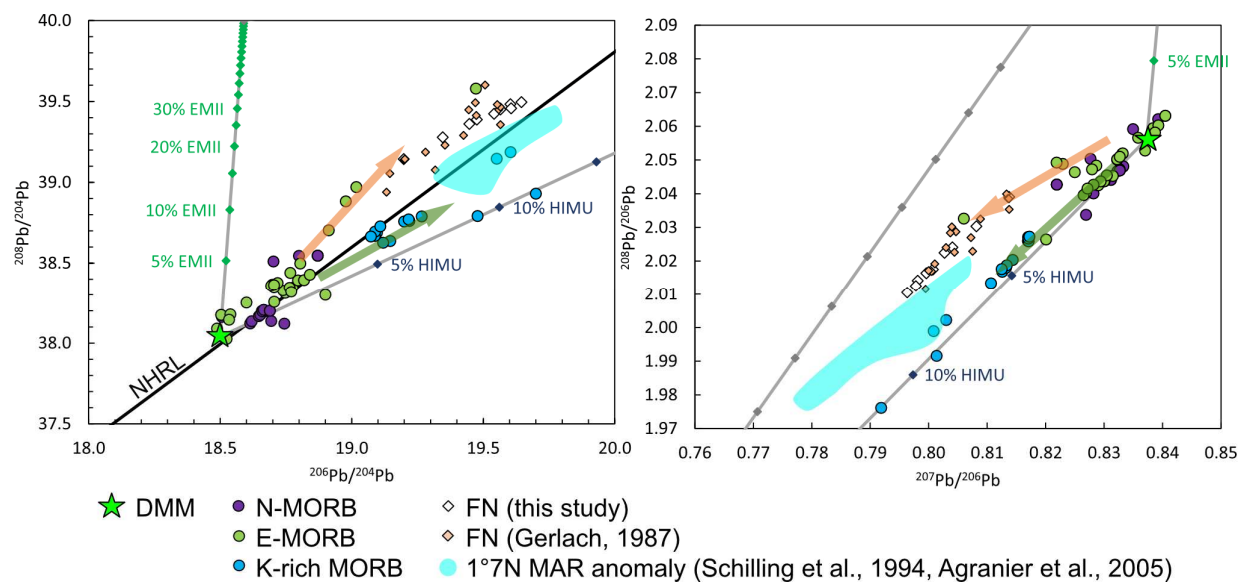 40.0
39.5
39.0
38.5
38.0
37.5
²⁰⁸Pb/²⁰⁴Pb
30% EMII
20% EMII
10% EMII
5% EMII
10% HIMU
5% HIMU
NHRL
18.0 18.5 19.0 19.5 20.0
²⁰⁶Pb/²⁰⁴Pb
2.09
2.08
2.07
2.06
2.05
2.04
2.03
2.02
2.01
2.00
1.99
1.98
1.97
²⁰⁸Pb/²⁰⁶Pb
5% EMII
5% HIMU
10% HIMU
0.76 0.77 0.78 0.79 0.80 0.81 0.82 0.83 0.84 0.85
²⁰⁷Pb/²⁰⁶Pb
DMM N-MORB FN (this study)
E-MORB FN (Gerlach, 1987)
K-rich MORB 1°7N MAR anomaly (Schilling et al., 1994, Agranier et al., 2005)